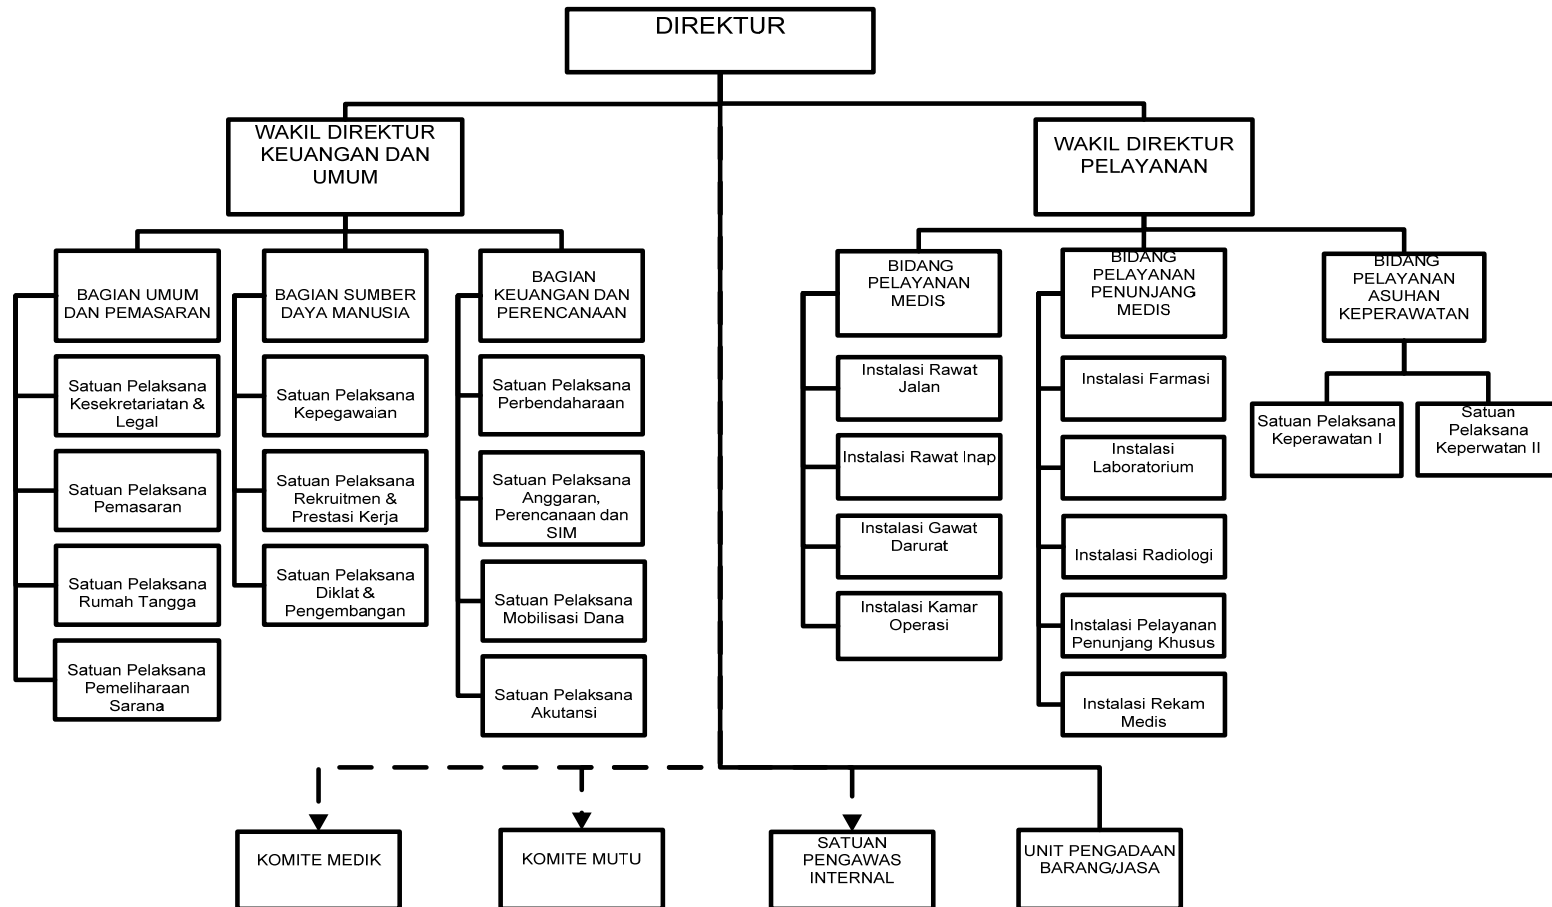 DIREKTUR
WAKIL DIREKTUR
KEUANGAN DAN
UMUM
WAKIL DIREKTUR
PELAYANAN
BAGIAN UMUM
DAN PEMASARAN
BAGIAN SUMBER
DAYA MANUSIA
BAGIAN
KEUANGAN DAN
PERENCANAAN
BIDANG
PELAYANAN
MEDIS
BIDANG
PELAYANAN
PENUNJANG
MEDIS
BIDANG
PELAYANAN
ASUHAN
KEPERAWATAN
Satuan Pelaksana
Kesekretariatan &
Legal
Satuan Pelaksana
Pemasaran
Satuan Pelaksana
Rumah Tangga
Satuan Pelaksana
Pemeliharaan
Sarana
Satuan Pelaksana
Kepegawaian
Satuan Pelaksana
Rekruitmen &
Prestasi Kerja
Satuan Pelaksana
Diklat &
Pengembangan
Satuan Pelaksana
Perbendaharaan
Satuan Pelaksana
Anggaran,
Perencanaan dan
SIM
Satuan Pelaksana
Mobilisasi Dana
Satuan Pelaksana
Akutansi
Instalasi Rawat
Jalan
Instalasi Rawat Inap
Instalasi Gawat
Darurat
Instalasi Kamar
Operasi
Instalasi Farmasi
Instalasi
Laboratorium
Instalasi Radiologi
Instalasi Pelayanan
Penunjang Khusus
Instalasi Rekam
Medis
Satuan Pelaksana
Keperawatan I
Satuan
Pelaksana
Keperwatan II
KOMITE MEDIK
KOMITE MUTU
SATUAN
PENGAWAS
INTERNAL
UNIT PENGADAAN
BARANG/JASA